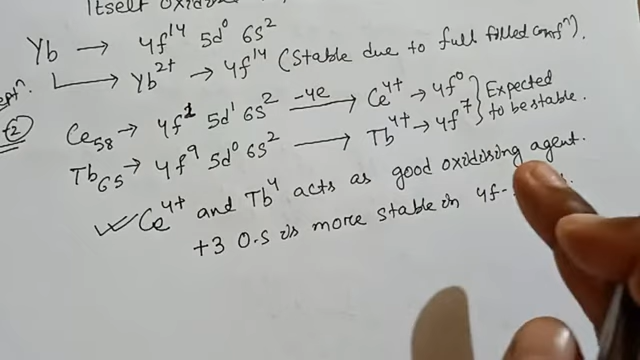 Itself
Yb → 4f¹⁴ 5d⁰ 6s²
→ Yb²⁺ → 4f¹⁴ (Stable due to full filled confⁿ).
Ce₅₈ → 4f¹ 5d¹ 6s² –4e → Ce⁴⁺ → 4f⁰ } Expected
Tb₆₅ → 4f⁹ 5d⁰ 6s² → Tb⁴⁺ → 4f⁷ } to be stable.
Ce⁴⁺ and Tb⁴ acts as good oxidising agent.
+3 O.S is more stable in 4f-